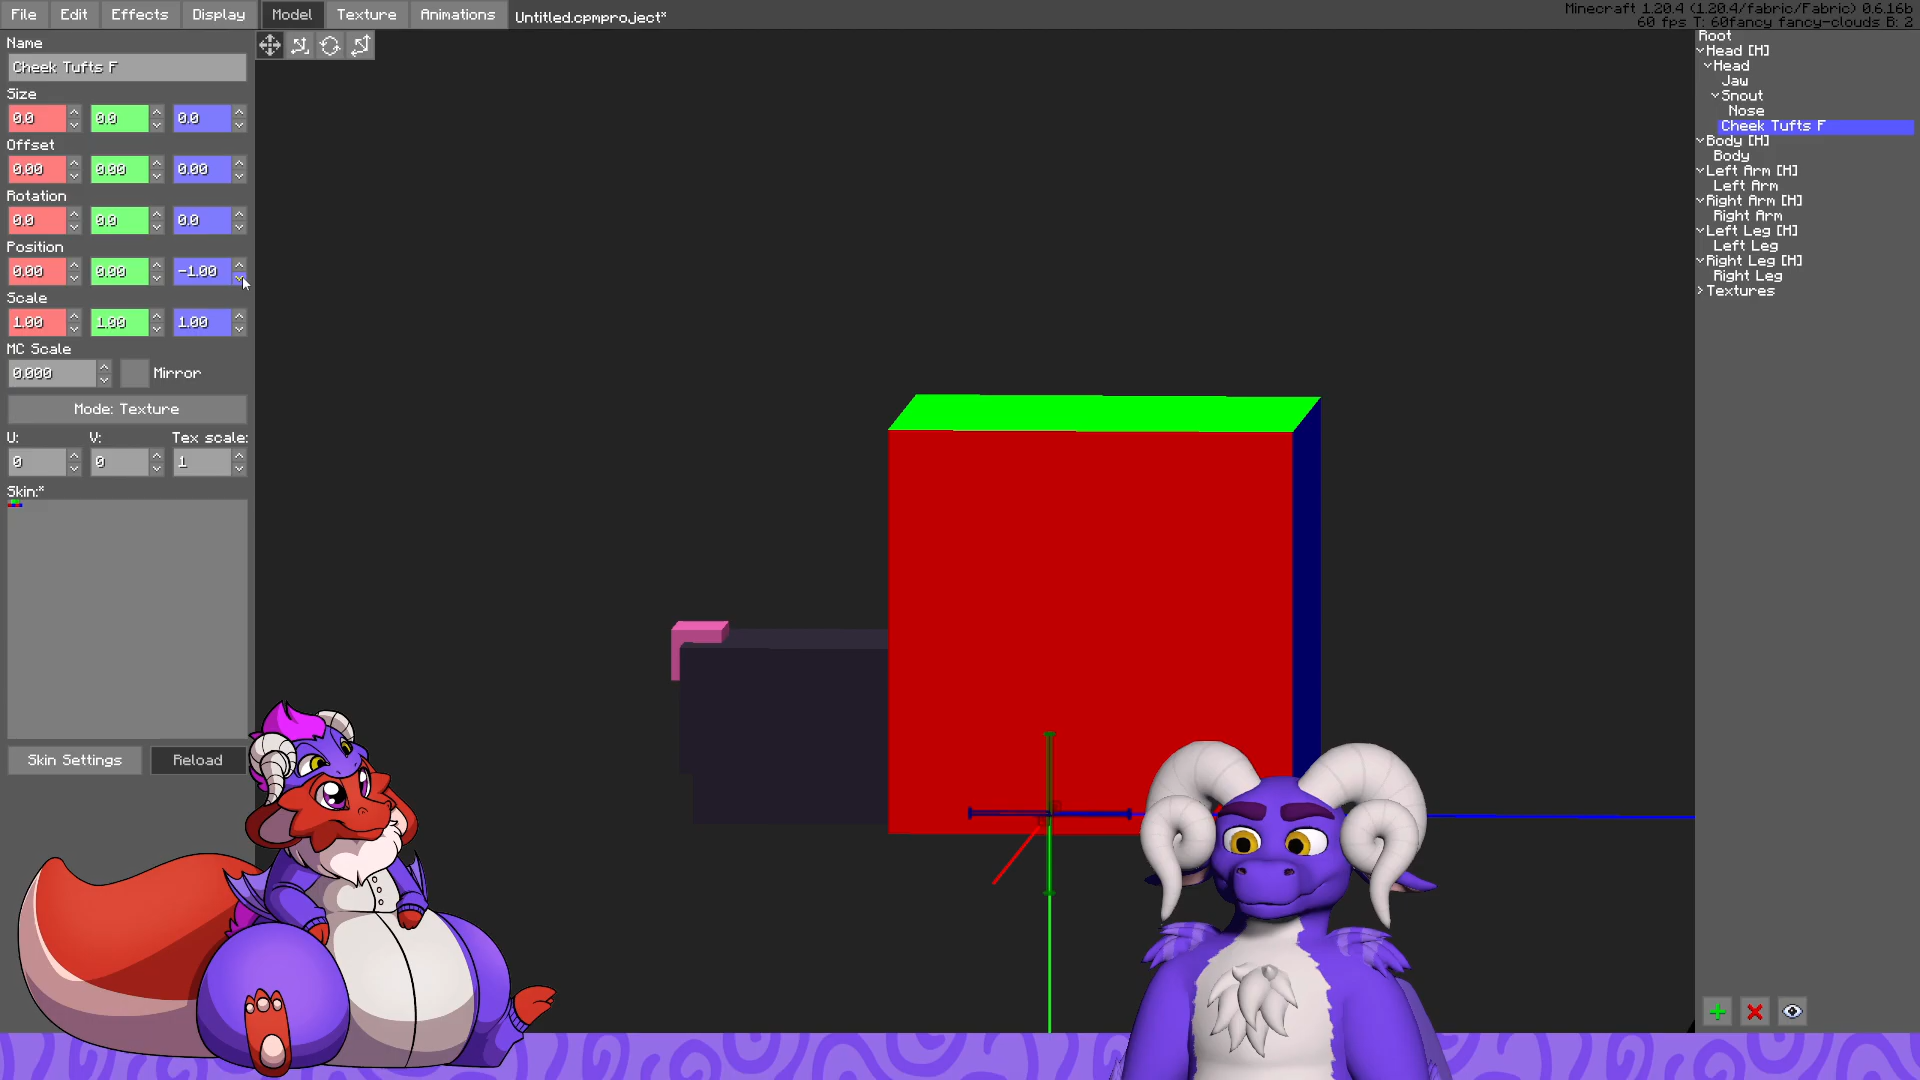 File Edit Effects Display Model Texture Animations Untitled.cpmproject*
Minecraft 1.20.4 (1.20.4/fabric/Fabric) 0.6.16b
60 fps T: 60fancy fancy-clouds B: 2
Name
Cheek Tufts F
Size
0.0 0.0 0.0
Offset
0.00 0.00 0.00
Rotation
0.0 0.0 0.0
Position
0.00 0.00 -1.00
Scale
1.00 1.00 1.00
MC Scale
0.000 Mirror
Mode: Texture
U: V: Tex scale:
0 0 1
Skin:*
Skin Settings Reload
Root
Head [H]
Head
Jaw
Snout
Nose
Cheek Tufts F
Body [H]
Body
Left Arm [H]
Left Arm
Right Arm [H]
Right Arm
Left Leg [H]
Left Leg
Right Leg [H]
Right Leg
Textures